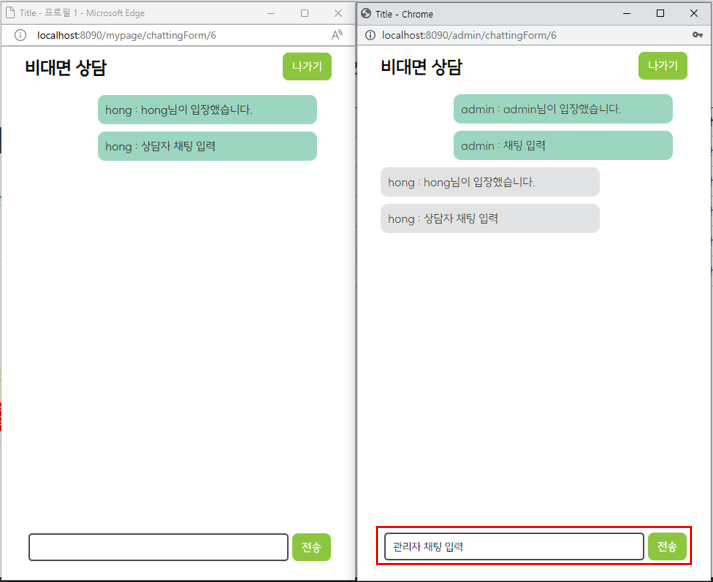 Title - 프로필 1 - Microsoft Edge
localhost:8090/mypage/chattingForm/6
비대면 상담
나가기
hong : hong님이 입장했습니다.
hong : 상담자 채팅 입력
전송
Title - Chrome
localhost:8090/admin/chattingForm/6
비대면 상담
나가기
admin : admin님이 입장했습니다.
admin : 채팅 입력
hong : hong님이 입장했습니다.
hong : 상담자 채팅 입력
관리자 채팅 입력
전송